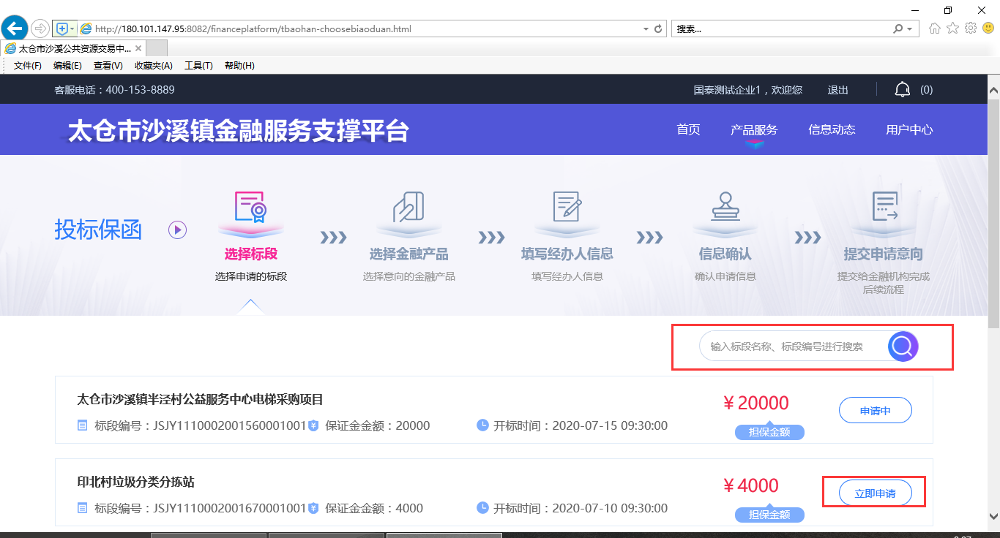 http://180.101.147.95:8082/financeplatform/tbaohan-choosebiaoduan.html
搜索...
太仓市沙溪公共资源交易中...
文件(F) 编辑(E) 查看(V) 收藏夹(A) 工具(T) 帮助(H)
客服电话：400-153-8889
国泰测试企业1，欢迎您 退出 (0)
太仓市沙溪镇金融服务支撑平台
首页 产品服务 信息动态 用户中心
投标保函
选择标段 选择金融产品 填写经办人信息 信息确认 提交申请意向
选择申请的标段 选择意向的金融产品 填写经办人信息 确认申请信息 提交给金融机构完成
后续流程
输入标段名称、标段编号进行搜索
太仓市沙溪镇半泾村公益服务中心电梯采购项目
￥20000
申请中
标段编号：JSJY1110002001560001001 保证金金额：20000 开标时间：2020-07-15 09:30:00
担保金额
印北村垃圾分类分拣站
￥4000
立即申请
标段编号：JSJY1110002001670001001 保证金金额：4000 开标时间：2020-07-10 09:30:00
担保金额